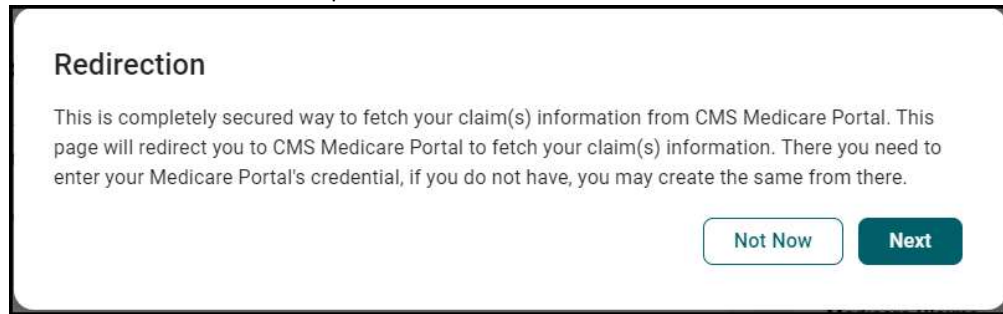 Redirection
This is completely secured way to fetch your claim(s) information from CMS Medicare Portal. This
page will redirect you to CMS Medicare Portal to fetch your claim(s) information. There you need to
enter your Medicare Portal's credential, if you do not have, you may create the same from there.
Not Now Next